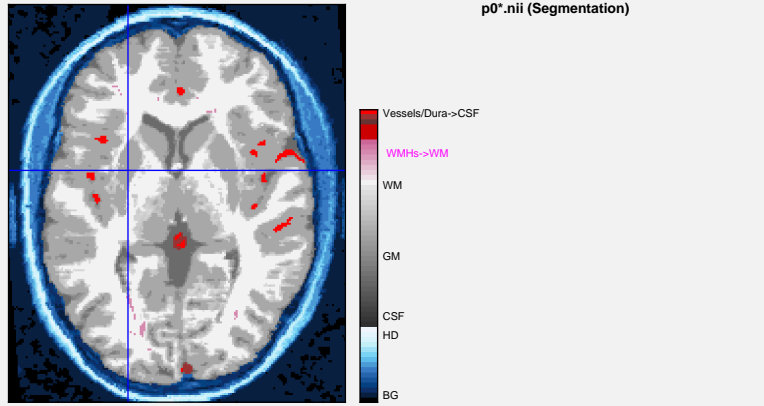 p0*.nii (Segmentation)
Vessels/Dura->CSF
WMHs->WM
WM
GM
CSF
HD
BG